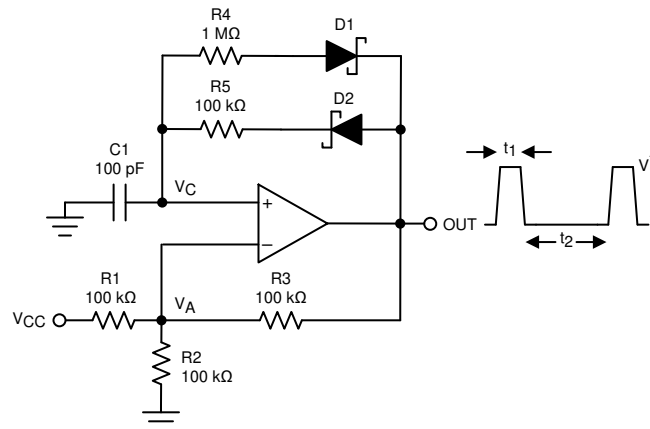 R4
1 MΩ
D1
R5
100 kΩ
D2
C1
100 pF
VC
+
−
R1
100 kΩ
R3
100 kΩ
VCC
VA
R2
100 kΩ
OUT
t1
V
t2